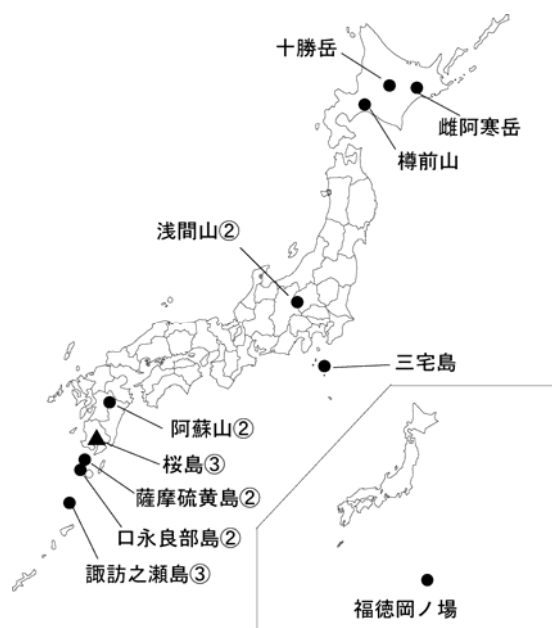 十勝岳
雌阿寒岳
樽前山
浅間山②
三宅島
阿蘇山②
桜島③
薩摩硫黄島②
口永良部島②
諏訪之瀬島③
福徳岡ノ場